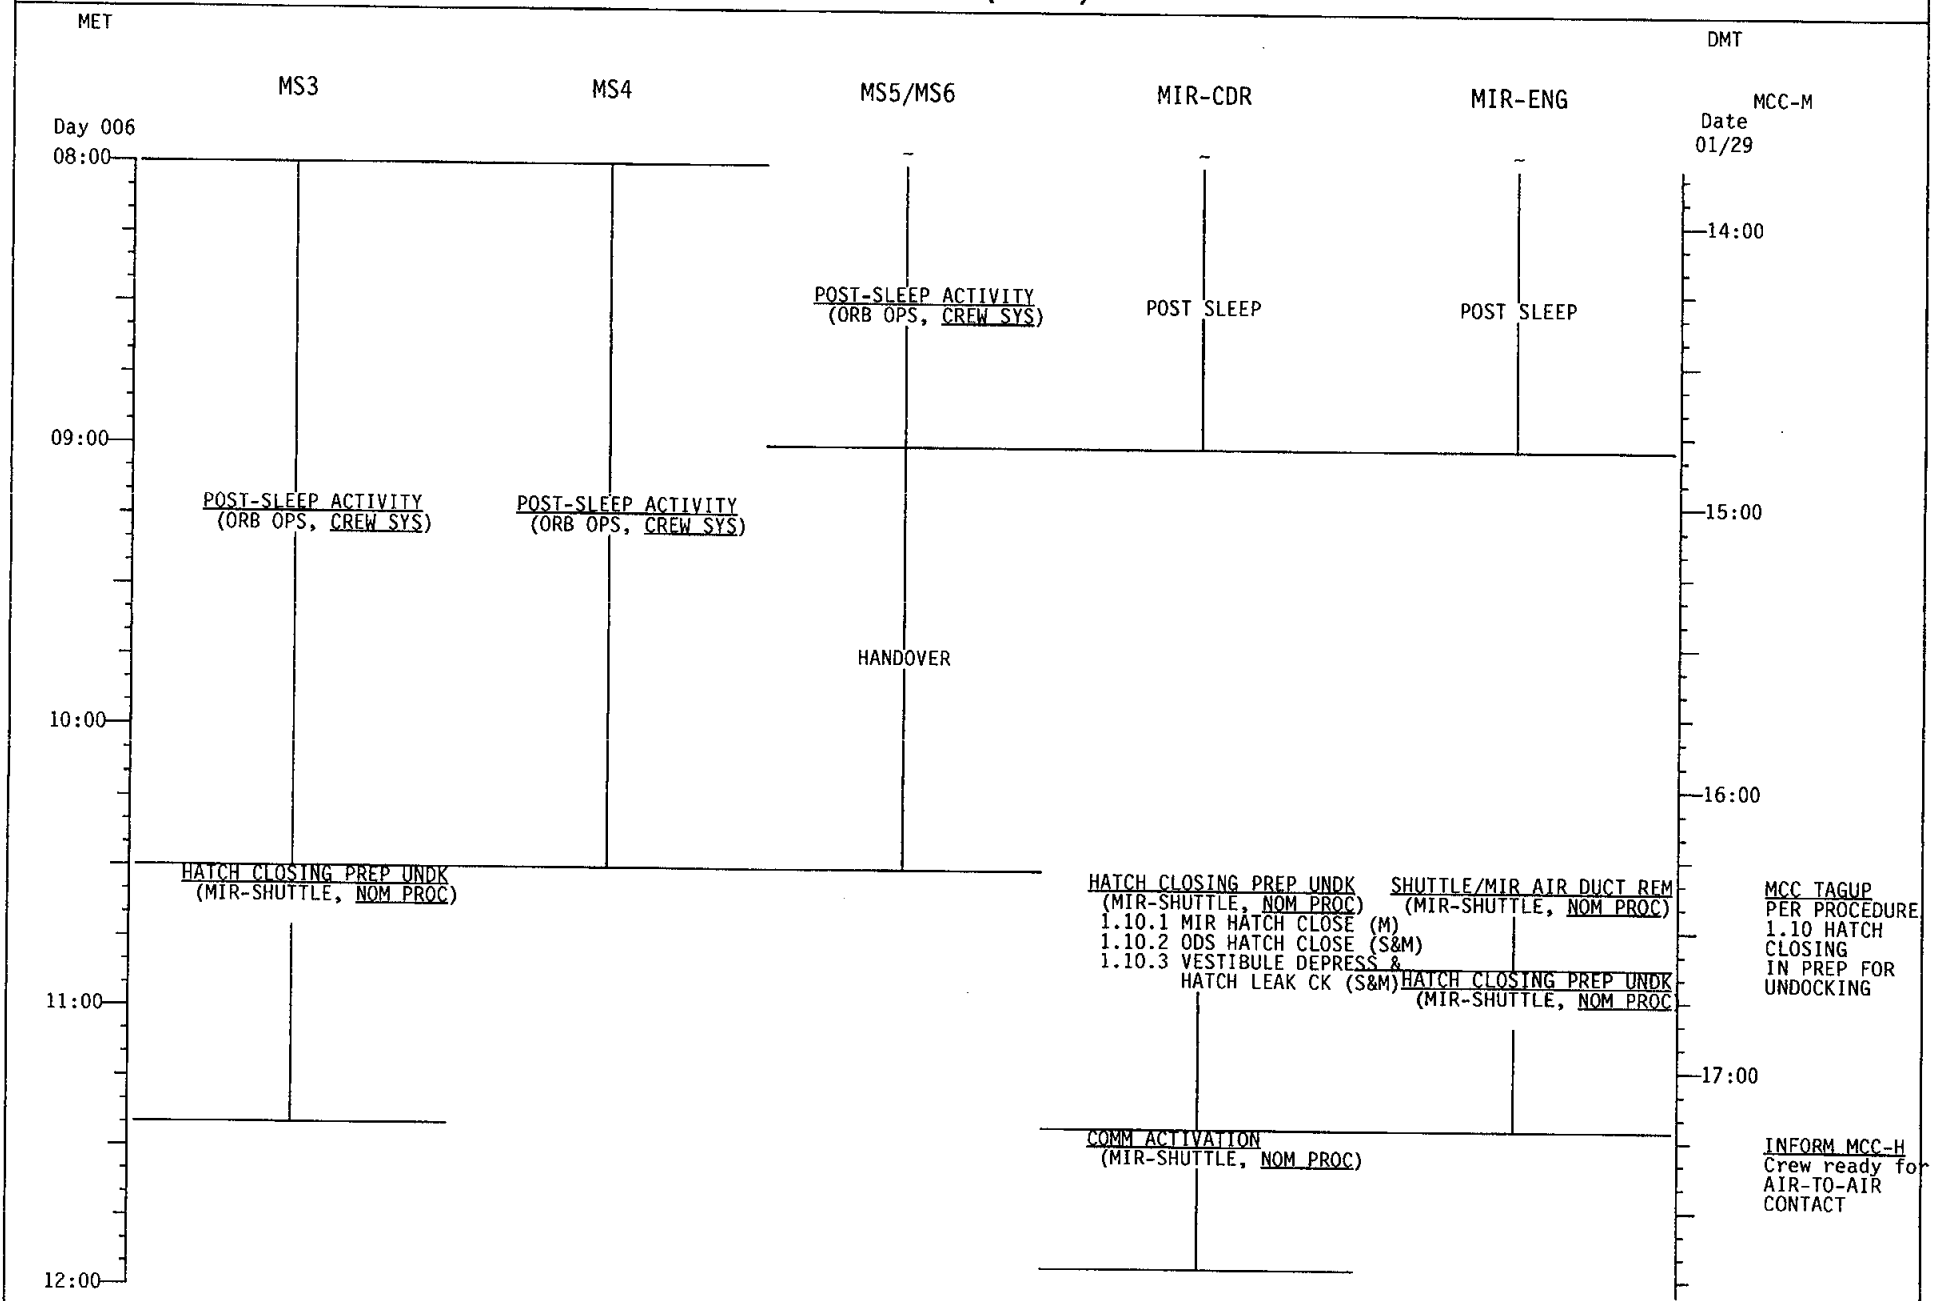 MET
DMT
MS3 MS4 MS5/MS6 MIR-CDR MIR-ENG MCC-M
Day 006
Date
01/29
08:00
14:00
POST-SLEEP ACTIVITY
(ORB OPS, CREW SYS)
POST SLEEP
POST SLEEP
09:00
POST-SLEEP ACTIVITY
(ORB OPS, CREW SYS)
POST-SLEEP ACTIVITY
(ORB OPS, CREW SYS)
15:00
HANDOVER
10:00
16:00
HATCH CLOSING PREP UNDK
(MIR-SHUTTLE, NOM PROC)
HATCH CLOSING PREP UNDK
(MIR-SHUTTLE, NOM PROC)
1.10.1 MIR HATCH CLOSE (M)
1.10.2 ODS HATCH CLOSE (S&M)
1.10.3 VESTIBULE DEPRESS &
HATCH LEAK CK (S&M)
SHUTTLE/MIR AIR DUCT REM
(MIR-SHUTTLE, NOM PROC)
HATCH CLOSING PREP UNDK
(MIR-SHUTTLE, NOM PROC
MCC TAGUP
PER PROCEDURE
1.10 HATCH
CLOSING
IN PREP FOR
UNDOCKING
11:00
17:00
COMM ACTIVATION
(MIR-SHUTTLE, NOM PROC)
INFORM MCC-H
Crew ready for
AIR-TO-AIR
CONTACT
12:00